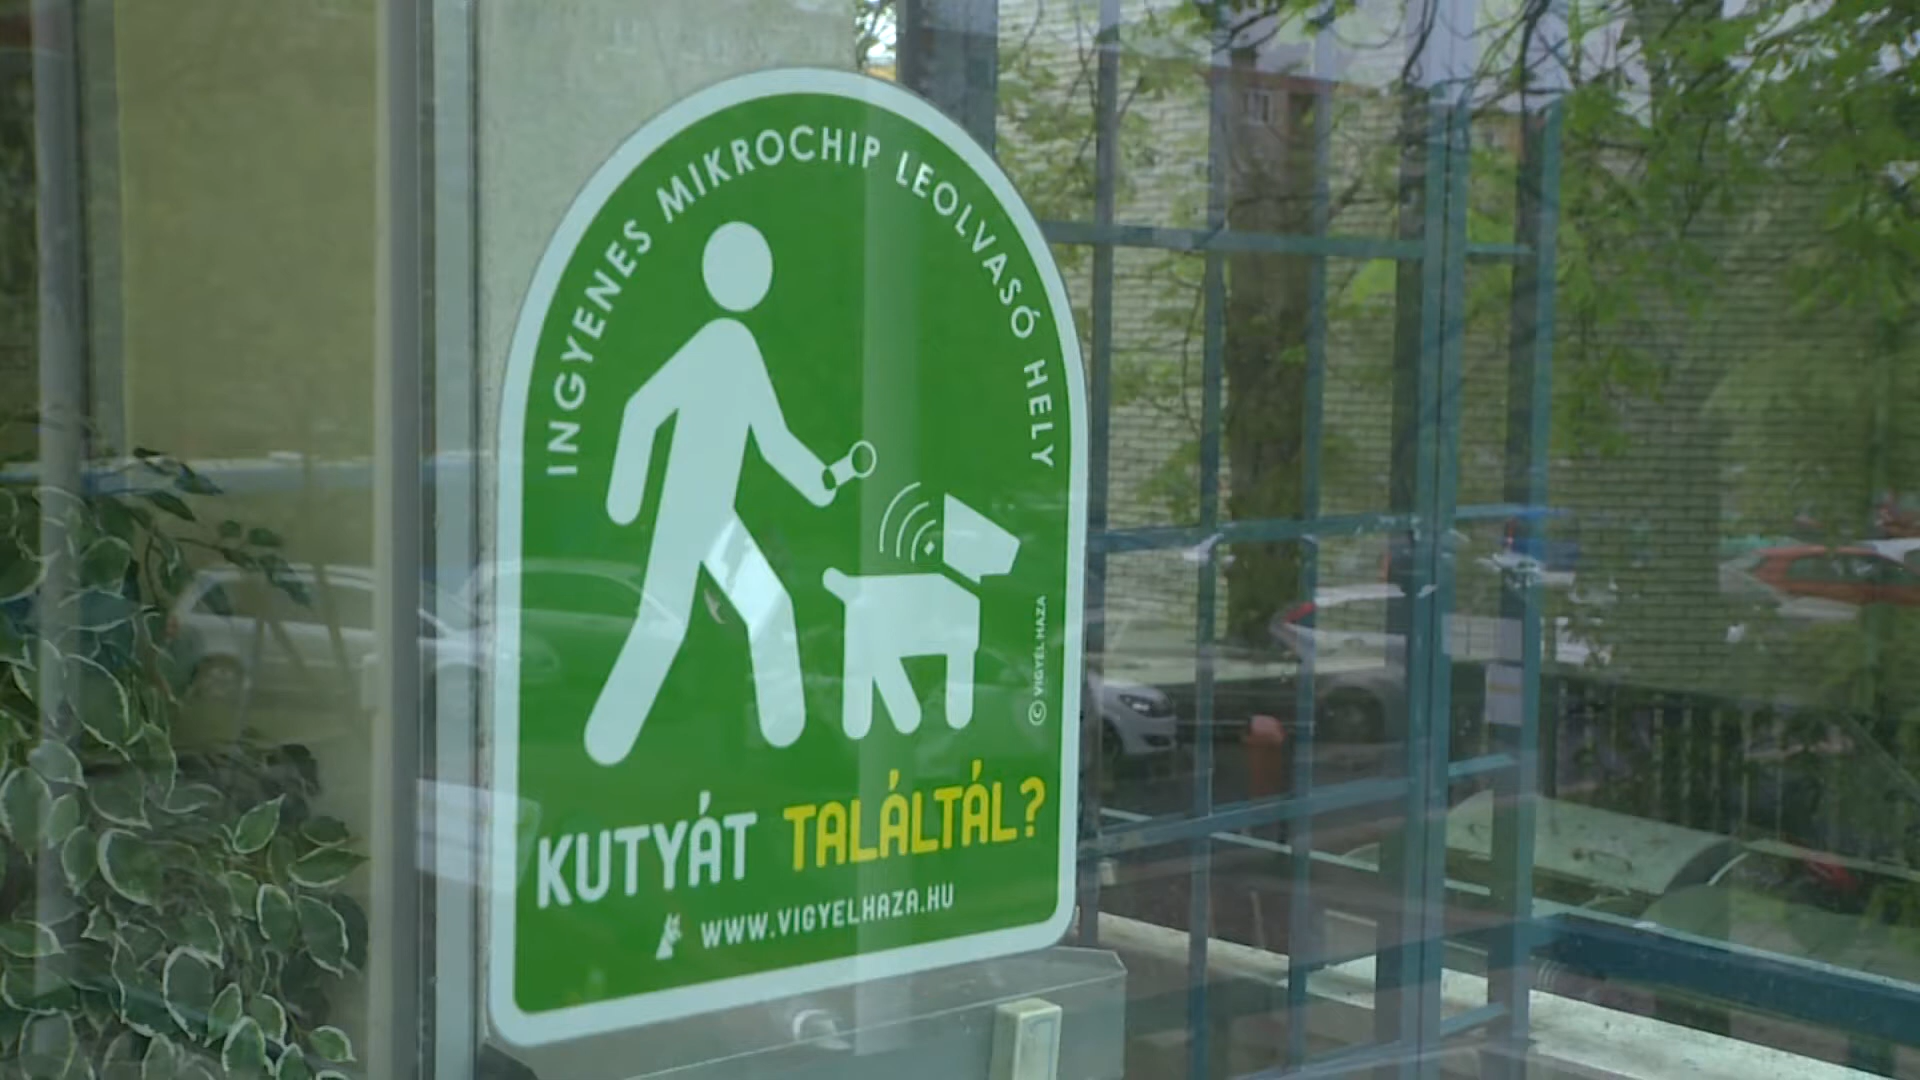 INGYENES MIKROCHIP LEOLVASÓ HELY
© VIGYÉL HAZA
KUTYÁT TALÁLTÁL?
WWW.VIGYELHAZA.HU